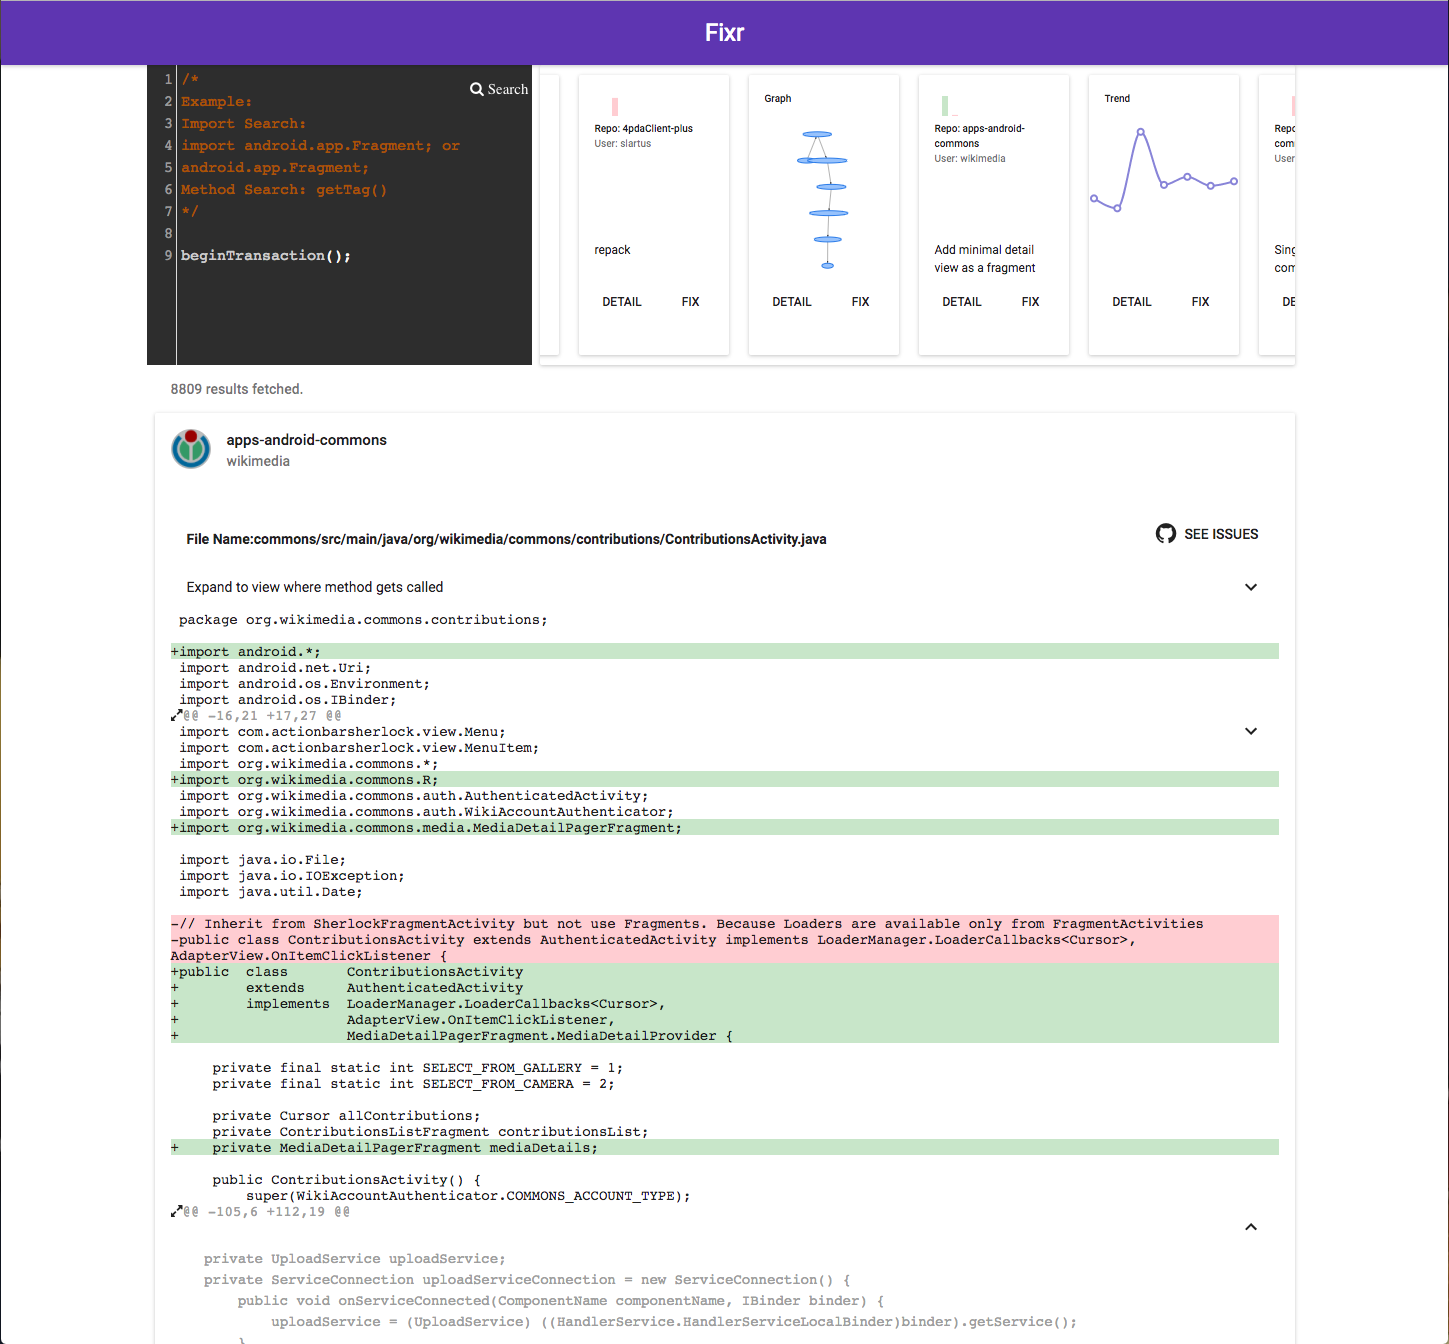 Fixr
1 /*
2 Example:
3 Import Search:
4 import android.app.Fragment; or
5 android.app.Fragment;
6 Method Search: getTag()
7 */
8
9 beginTransaction();
Search
Repo: 4pdaClient-plus
User: slartus
repack
DETAIL FIX
Graph
DETAIL FIX
Repo: apps-android-
commons
User: wikimedia
Add minimal detail
view as a fragment
DETAIL FIX
Trend
DETAIL FIX
Repo
com
User
Sing
com
DE
8809 results fetched.
apps-android-commons
wikimedia
File Name:commons/src/main/java/org/wikimedia/commons/contributions/ContributionsActivity.java
SEE ISSUES
Expand to view where method gets called
package org.wikimedia.commons.contributions;
+import android.*;
import android.net.Uri;
import android.os.Environment;
import android.os.IBinder;
@@ -16,21 +17,27 @@
import com.actionbarsherlock.view.Menu;
import com.actionbarsherlock.view.MenuItem;
import org.wikimedia.commons.*;
+import org.wikimedia.commons.R;
import org.wikimedia.commons.auth.AuthenticatedActivity;
import org.wikimedia.commons.auth.WikiAccountAuthenticator;
+import org.wikimedia.commons.media.MediaDetailPagerFragment;
import java.io.File;
import java.io.IOException;
import java.util.Date;
-// Inherit from SherlockFragmentActivity but not use Fragments. Because Loaders are available only from FragmentActivities
-public class ContributionsActivity extends AuthenticatedActivity implements LoaderManager.LoaderCallbacks<Cursor>,
AdapterView.OnItemClickListener {
+public  class       ContributionsActivity
+        extends     AuthenticatedActivity
+        implements  LoaderManager.LoaderCallbacks<Cursor>,
+                    AdapterView.OnItemClickListener,
+                    MediaDetailPagerFragment.MediaDetailProvider {
private final static int SELECT_FROM_GALLERY = 1;
private final static int SELECT_FROM_CAMERA = 2;
private Cursor allContributions;
private ContributionsListFragment contributionsList;
+    private MediaDetailPagerFragment mediaDetails;
public ContributionsActivity() {
super(WikiAccountAuthenticator.COMMONS_ACCOUNT_TYPE);
@@ -105,6 +112,19 @@
private UploadService uploadService;
private ServiceConnection uploadServiceConnection = new ServiceConnection() {
public void onServiceConnected(ComponentName componentName, IBinder binder) {
uploadService = (UploadService) ((HandlerService.HandlerServiceLocalBinder)binder).getService();
}